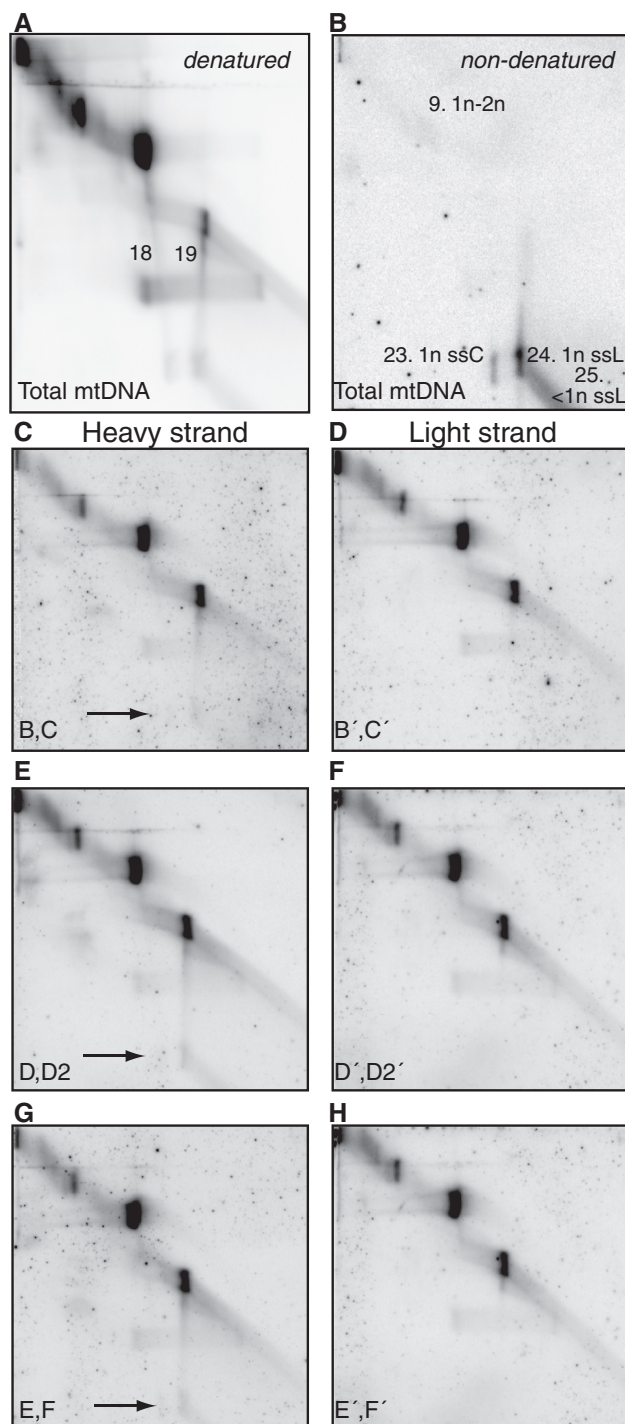 A
B
denatured
non-denatured
9. 1n-2n
18 19
23. 1n ssC
24. 1n ssL
25.
<1n ssL
Total mtDNA
Total mtDNA
C Heavy strand
D Light strand
B,C
B´,C´
E
F
D,D2
D´,D2´
G
H
E,F
E´,F´